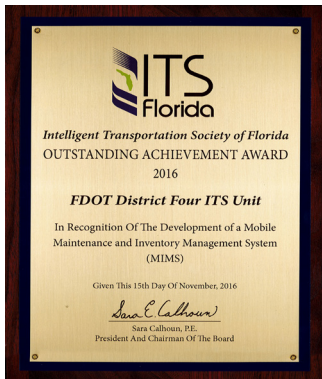 ITS
Florida
Intelligent Transportation Society of Florida
OUTSTANDING ACHIEVEMENT AWARD
2016
FDOT District Four ITS Unit
In Recognition Of The Development of a Mobile
Maintenance and Inventory Management System
(MIMS)
Given This 15th Day Of November, 2016
Sara E. Calhoun
Sara Calhoun, P.E.
President And Chairman Of The Board